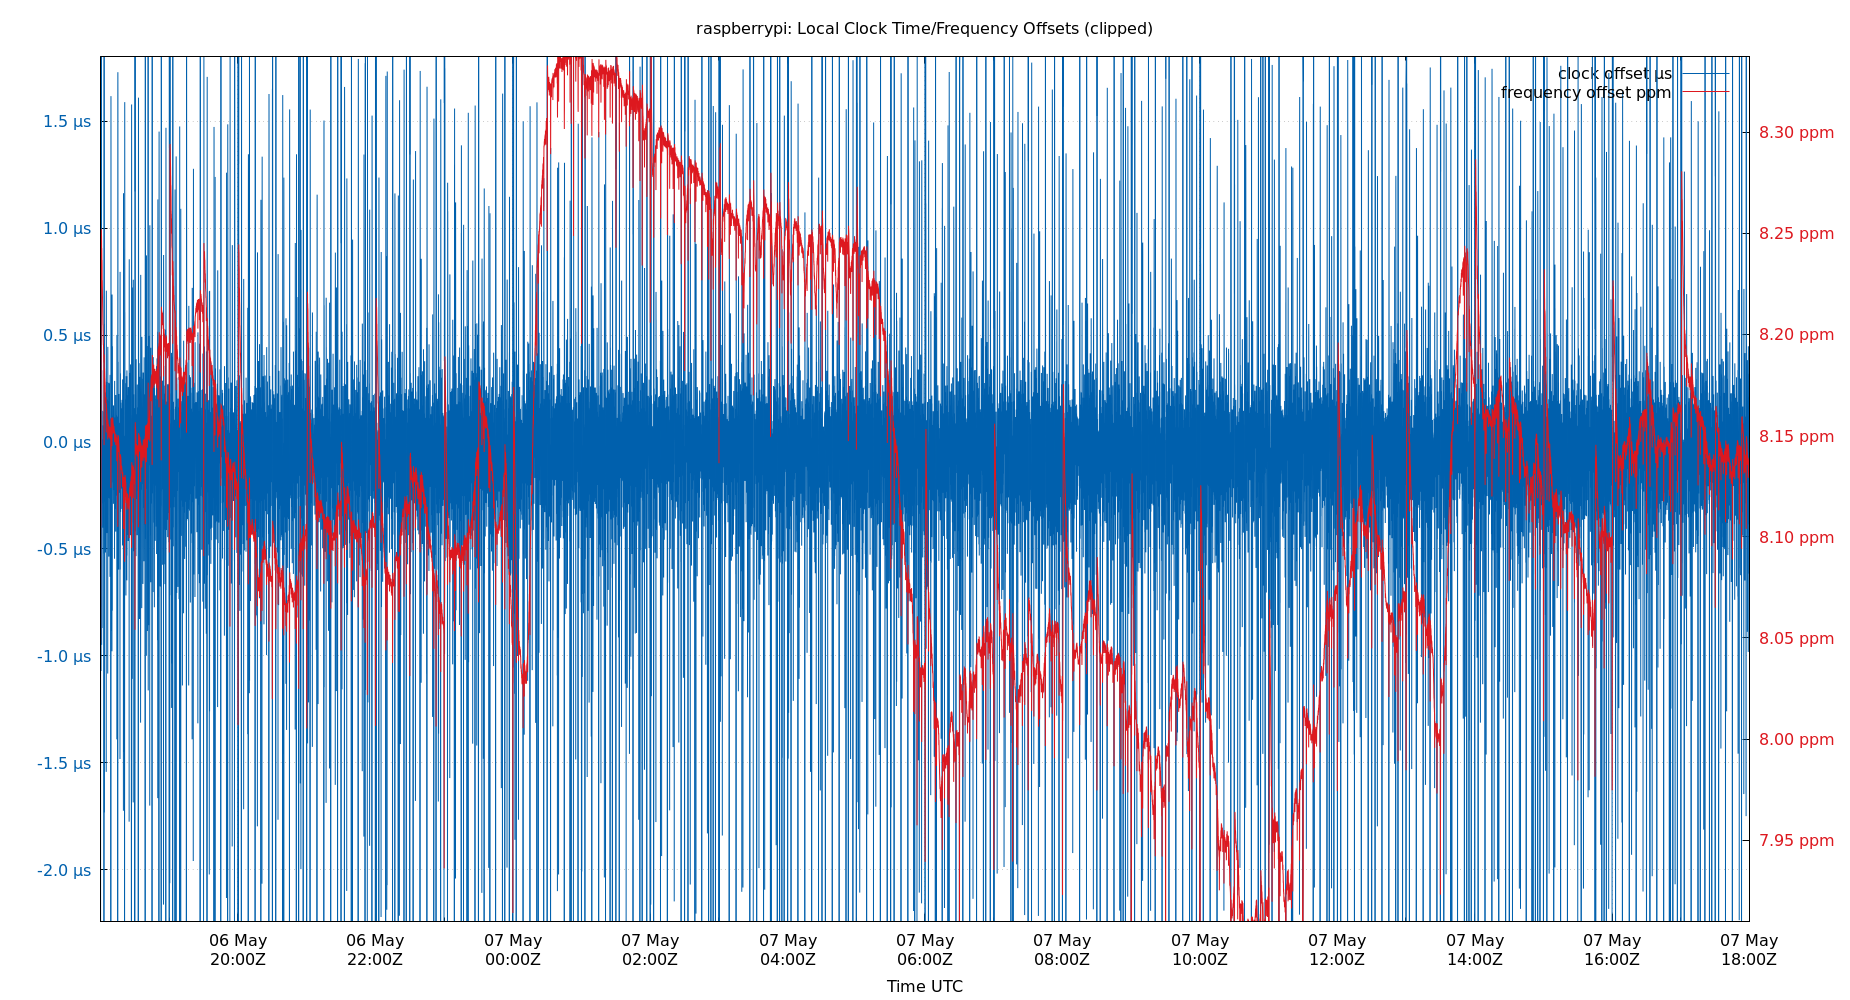 raspberrypi: Local Clock Time/Frequency Offsets (clipped)
clock offset µs
frequency offset ppm
1.5 µs
1.0 µs
0.5 µs
0.0 µs
-0.5 µs
-1.0 µs
-1.5 µs
-2.0 µs
8.30 ppm
8.25 ppm
8.20 ppm
8.15 ppm
8.10 ppm
8.05 ppm
8.00 ppm
7.95 ppm
06 May
20:00Z
06 May
22:00Z
07 May
00:00Z
07 May
02:00Z
07 May
04:00Z
07 May
06:00Z
07 May
08:00Z
07 May
10:00Z
07 May
12:00Z
07 May
14:00Z
07 May
16:00Z
07 May
18:00Z
Time UTC